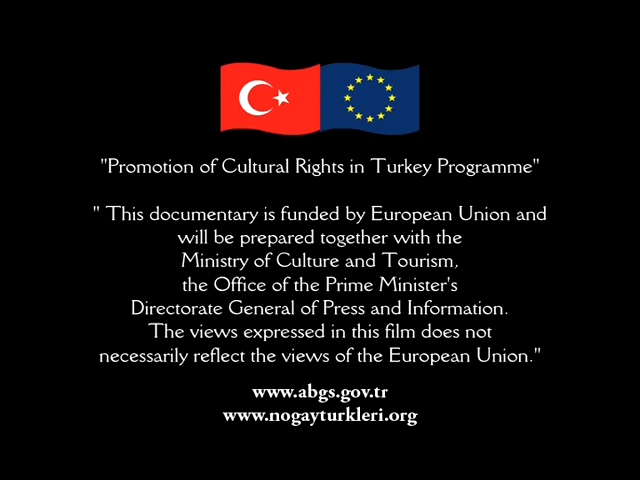 "Promotion of Cultural Rights in Turkey Programme"
" This documentary is funded by European Union and
will be prepared together with the
Ministry of Culture and Tourism,
the Office of the Prime Minister's
Directorate General of Press and Information.
The views expressed in this film does not
necessarily reflect the views of the European Union."
www.abgs.gov.tr
www.nogayturkleri.org